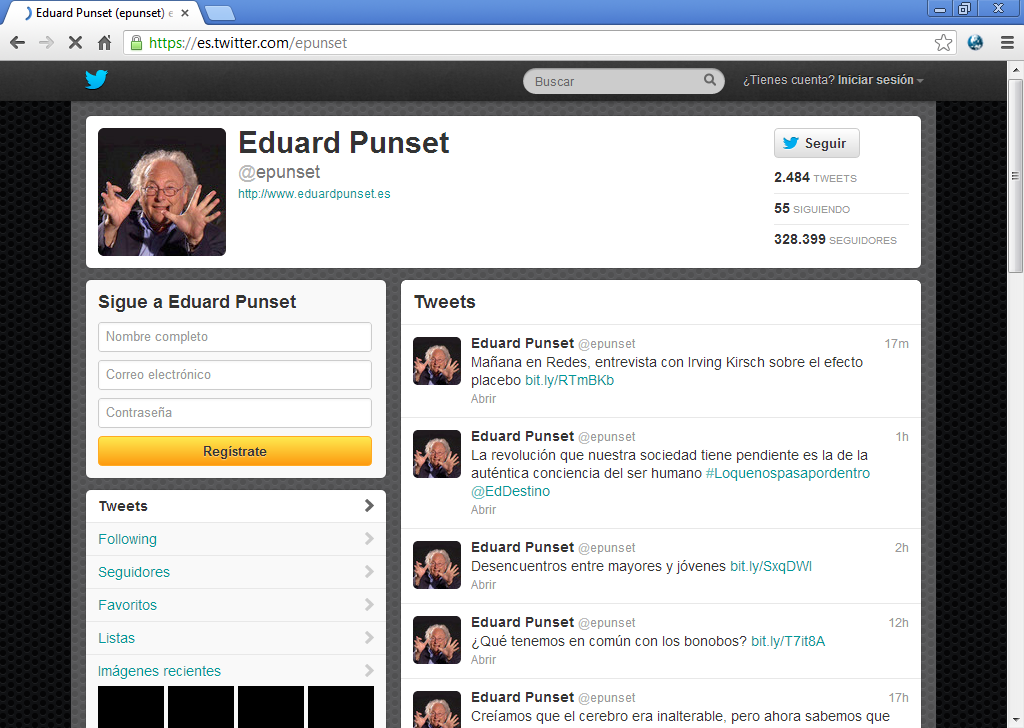 Eduard Punset (epunset) e
https://es.twitter.com/epunset
Buscar
¿Tienes cuenta? Iniciar sesión
Eduard Punset
@epunset
http://www.eduardpunset.es
Seguir
2.484 TWEETS
55 SIGUIENDO
328.399 SEGUIDORES
Sigue a Eduard Punset
Nombre completo
Correo electrónico
Contraseña
Regístrate
Tweets
Following
Seguidores
Favoritos
Listas
Imágenes recientes
Tweets
Eduard Punset @epunset 17m
Mañana en Redes, entrevista con Irving Kirsch sobre el efecto
placebo bit.ly/RTmBKb
Abrir
Eduard Punset @epunset 1h
La revolución que nuestra sociedad tiene pendiente es la de la
auténtica conciencia del ser humano #Loquenospasapordentro
@EdDestino
Abrir
Eduard Punset @epunset 2h
Desencuentros entre mayores y jóvenes bit.ly/SxqDWl
Abrir
Eduard Punset @epunset 12h
¿Qué tenemos en común con los bonobos? bit.ly/T7it8A
Abrir
Eduard Punset @epunset 17h
Creíamos que el cerebro era inalterable, pero ahora sabemos que